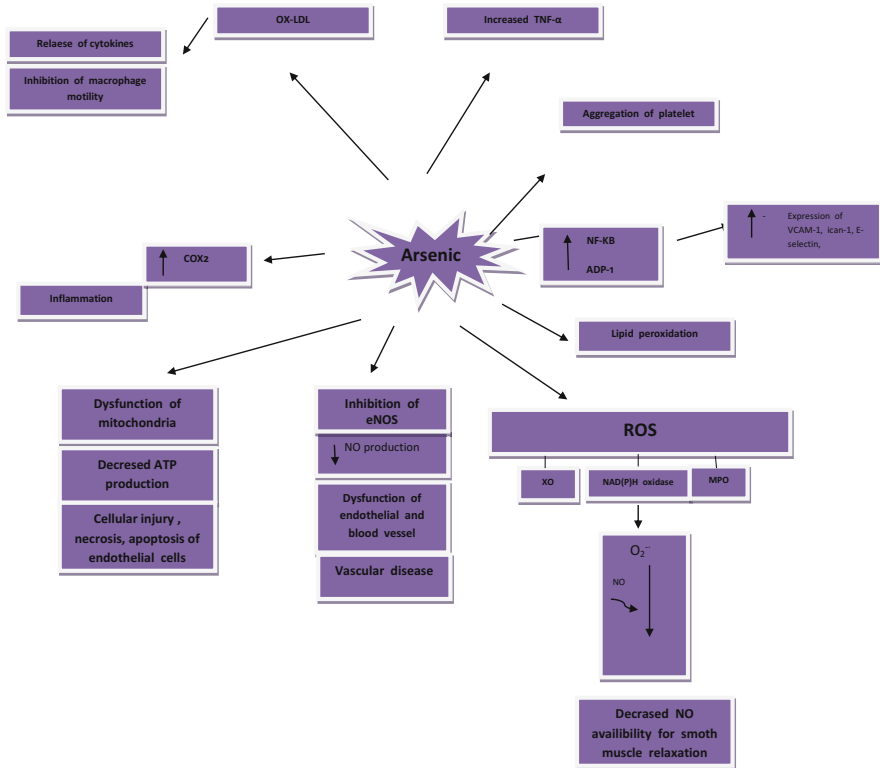 OX-LDL
Increased TNF-α
Relaese of cytokines
Inhibition of macrophage
motility
Aggregation of platelet
Arsenic
NF-KB
ADP-1
- Expression of
VCAM-1, ican-1, E-
selectin,
COX2
Inflammation
Lipid peroxidation
Dysfunction of
mitochondria
Decresed ATP
production
Cellular injury ,
necrosis, apoptosis of
endothelial cells
Inhibition of
eNOS
NO production
Dysfunction of
endothelial and
blood vessel
Vascular disease
ROS
XO
NAD(P)H oxidase
MPO
O₂⁻
NO
Decrased NO
availibility for smoth
muscle relaxation